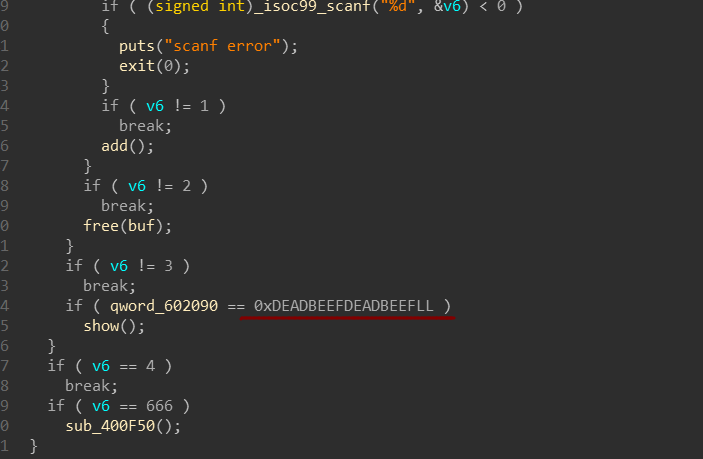 9 if ( (signed int)_isoc99_scanf("%d", &v6) < 0 )
0 {
1 puts("scanf error");
2 exit(0);
3 }
4 if ( v6 != 1 )
5 break;
6 add();
7 }
8 if ( v6 != 2 )
9 break;
0 free(buf);
1 }
2 if ( v6 != 3 )
3 break;
4 if ( qword_602090 == 0xDEADBEEFDEADBEEFLL )
5 show();
6 }
7 if ( v6 == 4 )
8 break;
9 if ( v6 == 666 )
0 sub_400F50();
1 }